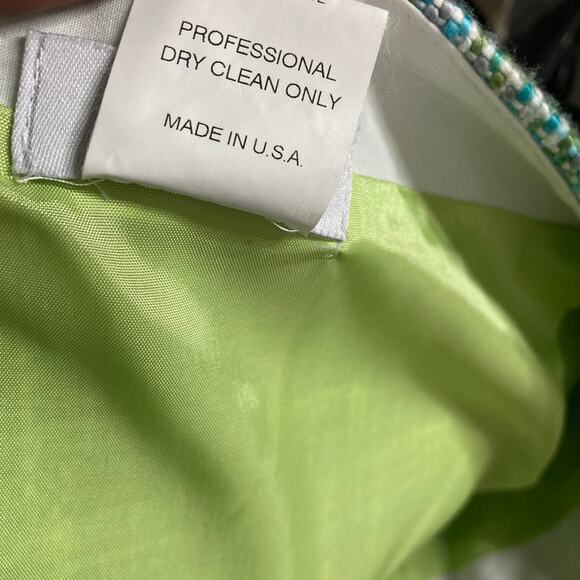 PROFESSIONAL
DRY CLEAN ONLY
MADE IN U.S.A.